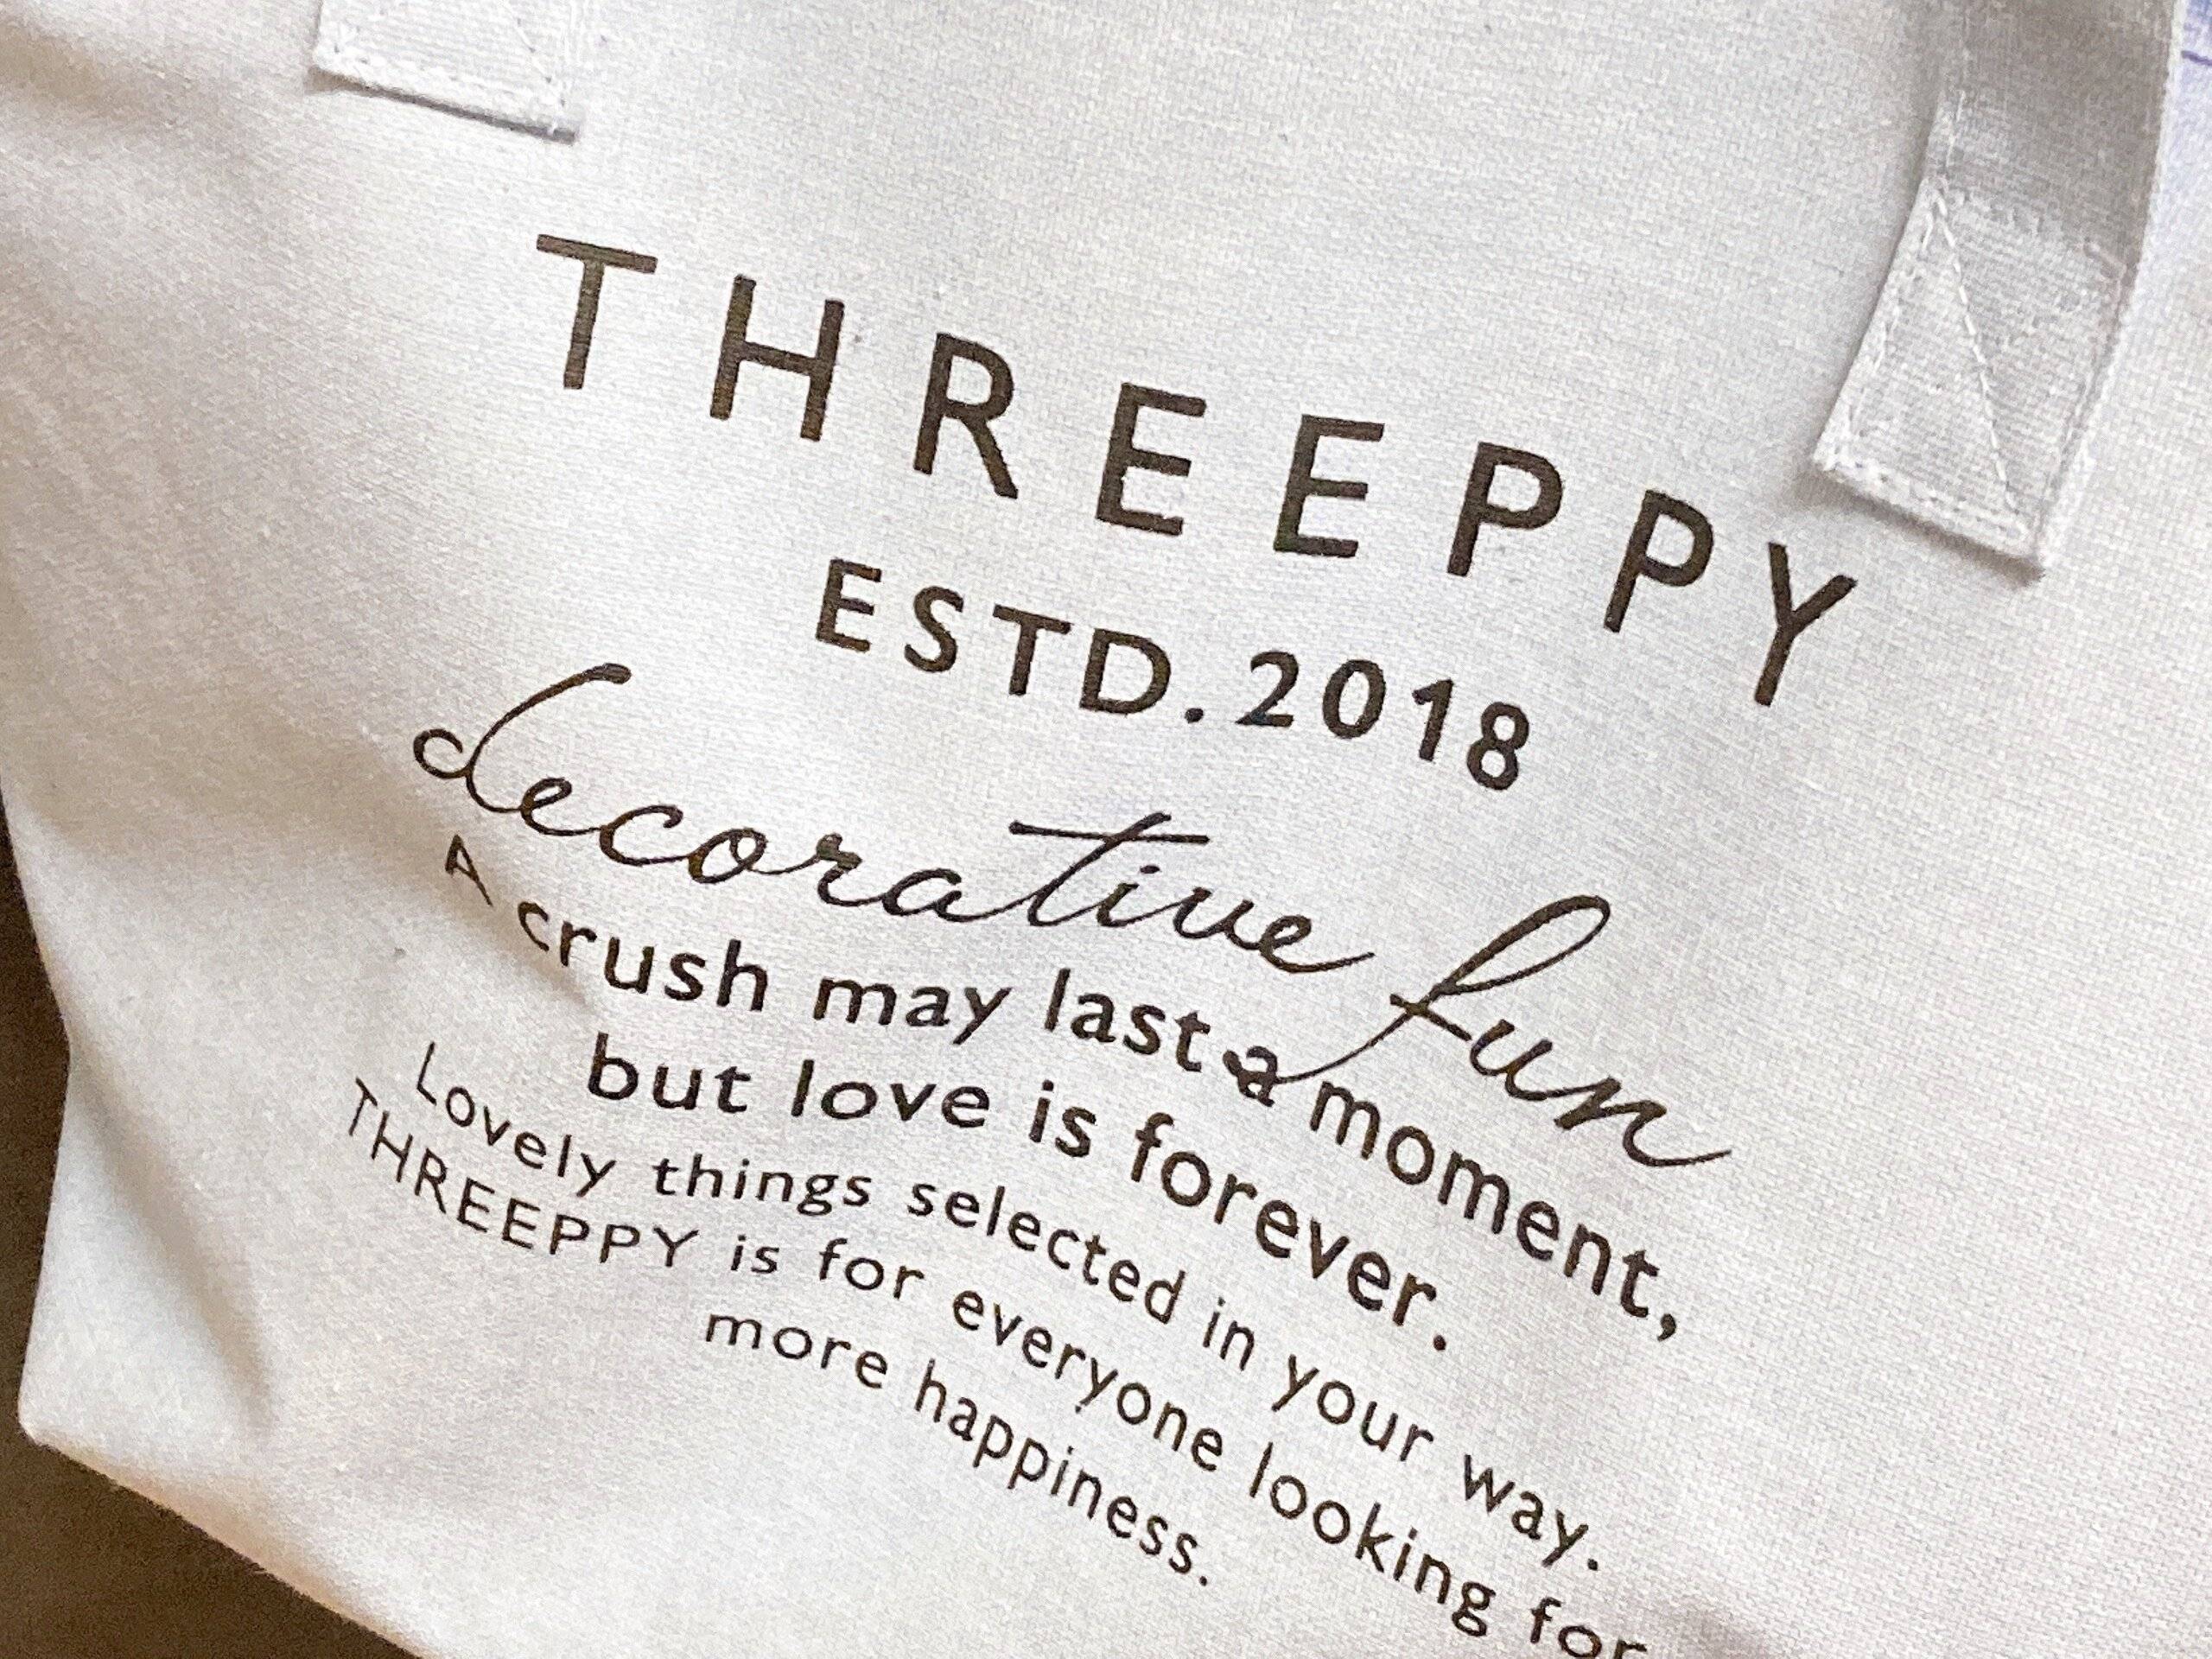 THREEPPY
ESTD.2018
decorative fun
A crush may last a moment,
but love is forever.
Lovely things selected in your way.
THREEPPY is for everyone looking for
more happiness.